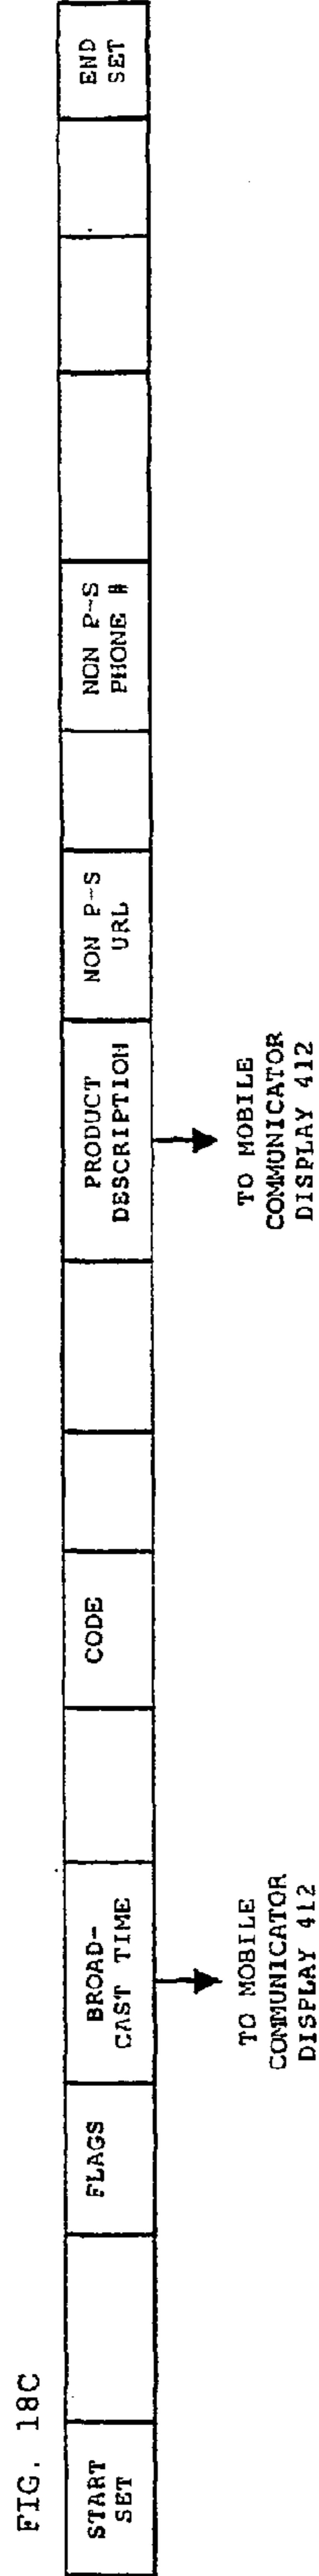 FIG. 18C
START
SET
FLAGS
BROAD-
CAST TIME
CODE
PRODUCT
DESCRIPTION
NON P-S
URL
NON P-S
PHONE #
END
SET
TO MOBILE
COMMUNICATOR
DISPLAY 412
TO MOBILE
COMMUNICATOR
DISPLAY 412